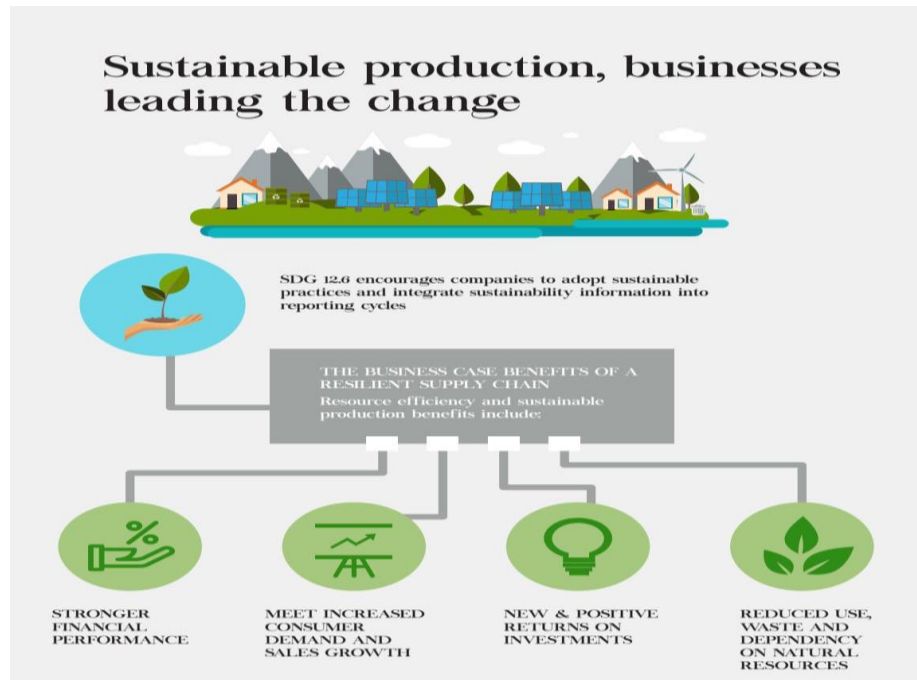 Sustainable production, businesses
leading the change
SDG 12.6 encourages companies to adopt sustainable
practices and integrate sustainability information into
reporting cycles
THE BUSINESS CASE BENEFITS OF A
RESILIENT SUPPLY CHAIN
Resource efficiency and sustainable
production benefits include:
%
STRONGER
FINANCIAL
PERFORMANCE
MEET INCREASED
CONSUMER
DEMAND AND
SALES GROWTH
NEW & POSITIVE
RETURNS ON
INVESTMENTS
REDUCED USE,
WASTE AND
DEPENDENCY
ON NATURAL
RESOURCES